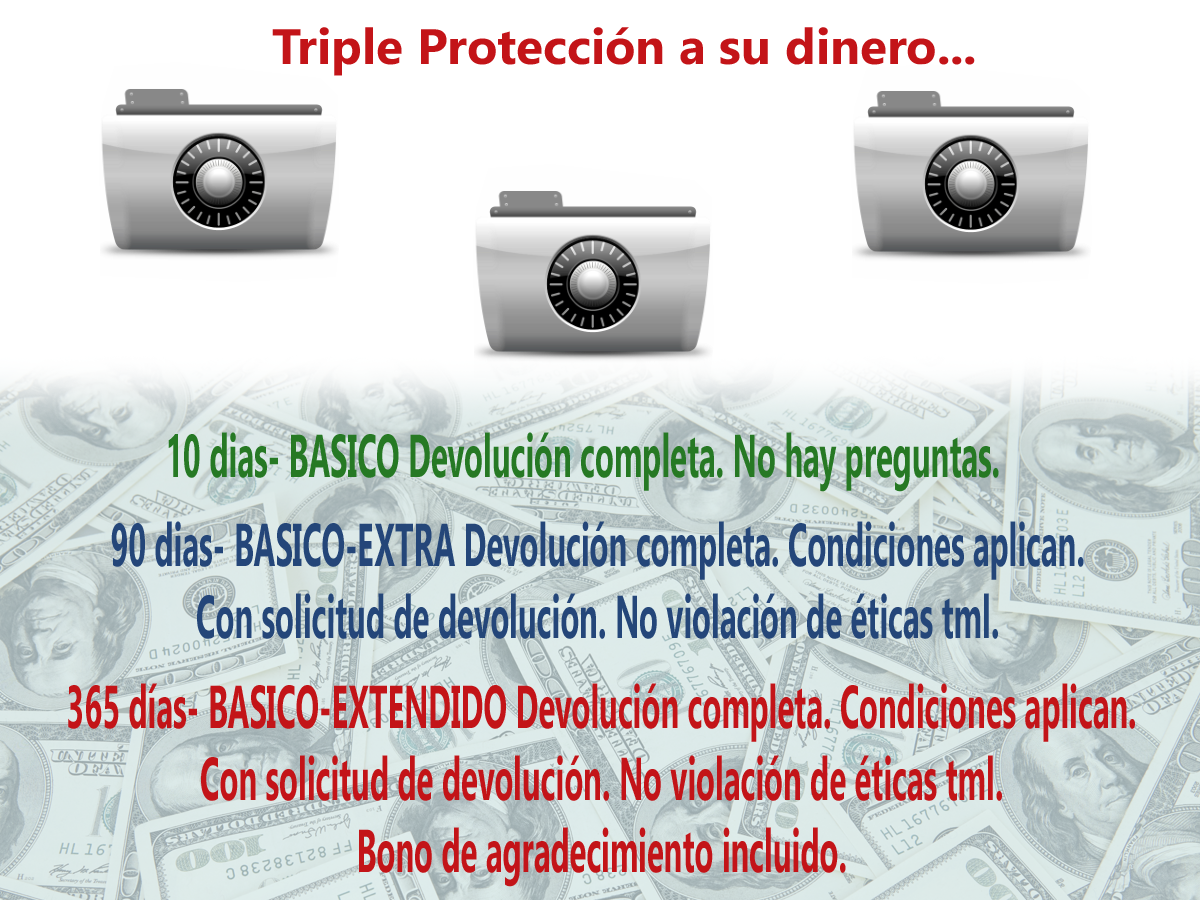 Triple Protección a su dinero...
10 dias- BASICO Devolución completa. No hay preguntas.
90 dias- BASICO-EXTRA Devolución completa. Condiciones aplican.
Con solicitud de devolución. No violación de éticas tml.
365 días- BASICO-EXTENDIDO Devolución completa. Condiciones aplican.
Con solicitud de devolución. No violación de éticas tml.
Bono de agradecimiento incluido.